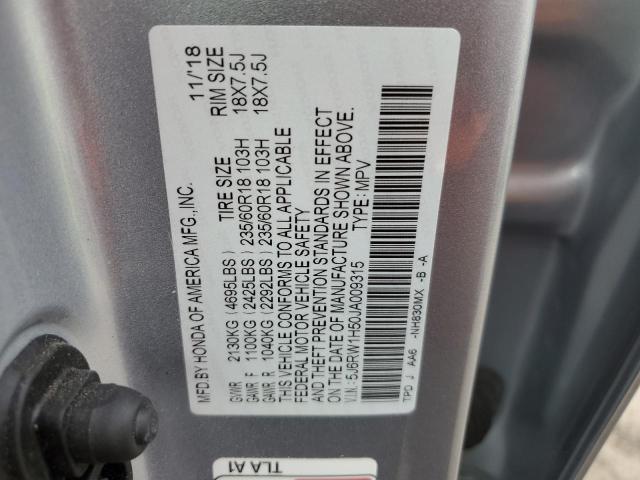 MFD.BY HONDA OF AMERICA MFG.,INC. 11/'18
TIRE SIZE RIM SIZE
GVWR 2130KG (4695LBS)
GAWR F 1100KG (2425LBS) 235/60R18 103H 18X7.5J
GAWR R 1040KG (2292LBS) 235/60R18 103H 18X7.5J
THIS VEHICLE CONFORMS TO ALL APPLICABLE
FEDERAL MOTOR VEHICLE SAFETY
AND THEFT PREVENTION STANDARDS IN EFFECT
ON THE DATE OF MANUFACTURE SHOWN ABOVE.
V.I.N.:5J6RW1H50JA009315 TYPE:MPV
TPD J AA6 -NH830MX -B -A
TLA A1